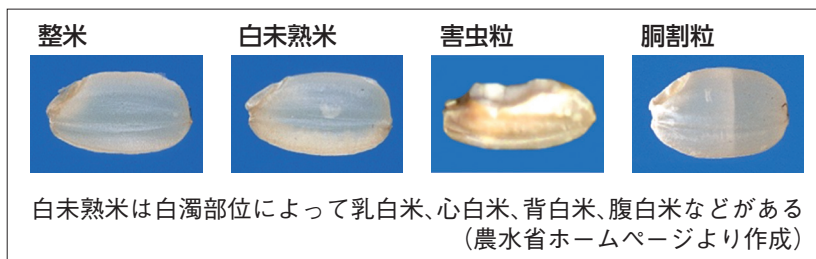 整米 白未熟米 害虫粒 胴割粒
白未熟米は白濁部位によって乳白米、心白米、背白米、腹白米などがある
（農水省ホームページより作成）